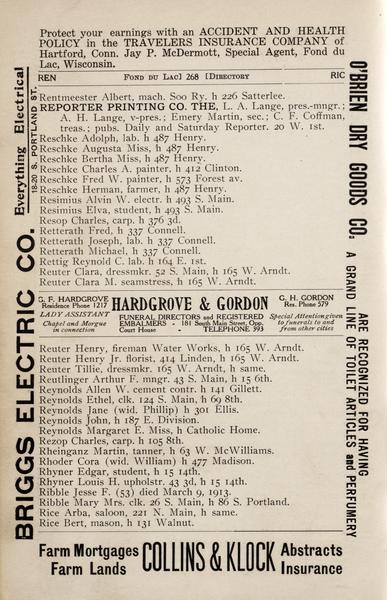 Protect your earnings with an ACCIDENT AND HEALTH
POLICY in the TRAVELERS INSURANCE COMPANY of
Hartford, Conn. Jay P. McDermott, Special Agent, Fond du
Lac, Wisconsin.
REN FOND DU LAC] 268 [DIRECTORY RIC
Rentmeester Albert, mach. Soo Ry. h 226 Satterlee.
REPORTER PRINTING CO. THE, L. A. Lange, pres.-mngr.;
A. H. Lange, v-pres.; Emery Martin, sec.; C. F. Coffman,
treas.; pubs. Daily and Saturday Reporter. 20 W. 1st.
Reschke Adolph, lab. h 487 Henry.
Reschke Augusta Miss, h 487 Henry.
Reschke Bertha Miss, h 487 Henry.
Reschke Charles A. painter, h 412 Clinton.
Reschke Fred W. painter, h 573 Forest av.
Reschke Herman, farmer, h 487 Henry.
Resimius Alvin W. electr. h 493 S. Main.
Resimius Elva, student, h 493 S. Main.
Resop Charles, carp. h 376 3d.
Retterath Fred, h 337 Connell.
Retterath Joseph, lab. h 337 Connell.
Retterath Michael, h 337 Connell.
Rettig Reynold C. lab. h 164 E. 1st.
Reuter Clara, dressmkr. 52 S. Main, h 165 W. Arndt.
Reuter Clara M. seamstress, h 165 W. Arndt.
G. F. HARDGROVE
Residence Phone 1217
LADY ASSISTANT
Chapel and Morgue
in connection
HARDGROVE & GORDON
FUNERAL DIRECTORS and REGISTERED
EMBALMERS - 181 South Main Street, Opp.
Court House - TELEPHONE 393
G. H. GORDON
Res. Phone 579
Special Attention given
to funerals to and
from other cities
Reuter Henry, fireman Water Works, h 165 W. Arndt.
Reuter Henry Jr. florist, 414 Linden, h 165 W. Arndt.
Reuter Tillie, dressmkr. 165 W. Arndt, h same.
Reutlinger Arthur F. mngr. 43 S. Main, h 15 6th.
Reynolds Allen W. cement contr. h 141 Gillett.
Reynolds Ethel, clk. 124 S. Main, h 69 8th.
Reynolds Jane (wid. Phillip) h 301 Ellis.
Reynolds John, h 187 E. Division.
Reynolds Margaret E. Miss, h Catholic Home.
Rezop Charles, carp. h 105 8th.
Rheinganz Martin, tanner, h 63 W. McWilliams.
Rhoder Cora (wid. William) h 477 Madison.
Rhyner Edgar, student, h 15 14th.
Rhyner Louis H. upholstr. 43 3d, h 15 14th.
Ribble Jesse F. (53) died March 9, 1913.
Ribble Mary Mrs. clk. 26 S. Main, h 86 S. Portland.
Rice Arba, saloon, 221 N. Main, h same.
Rice Bert, mason, h 131 Walnut.
BRIGGS ELECTRIC CO. Everything Electrical
18-20 S. PORTLAND ST.
O'BRIEN DRY GOODS CO. ARE RECOGNIZED FOR HAVING
A GRAND LINE OF TOILET ARTICLES and PERFUMERY
Farm Mortgages
Farm Lands
COLLINS & KLOCK
Abstracts
Insurance